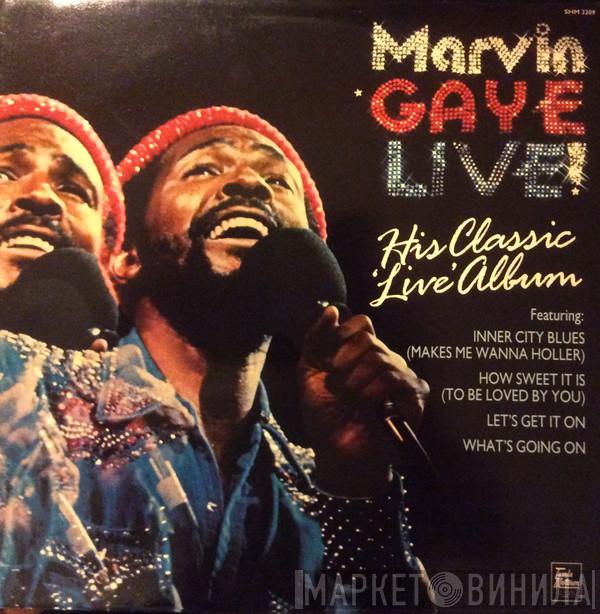 SHM 3209
Marvin
GAYE
LIVE!
His Classic
'Live' Album
Featuring:
INNER CITY BLUES
(MAKES ME WANNA HOLLER)
HOW SWEET IT IS
(TO BE LOVED BY YOU)
LET'S GET IT ON
WHAT'S GOING ON
МАРКЕТ ВИНИЛА